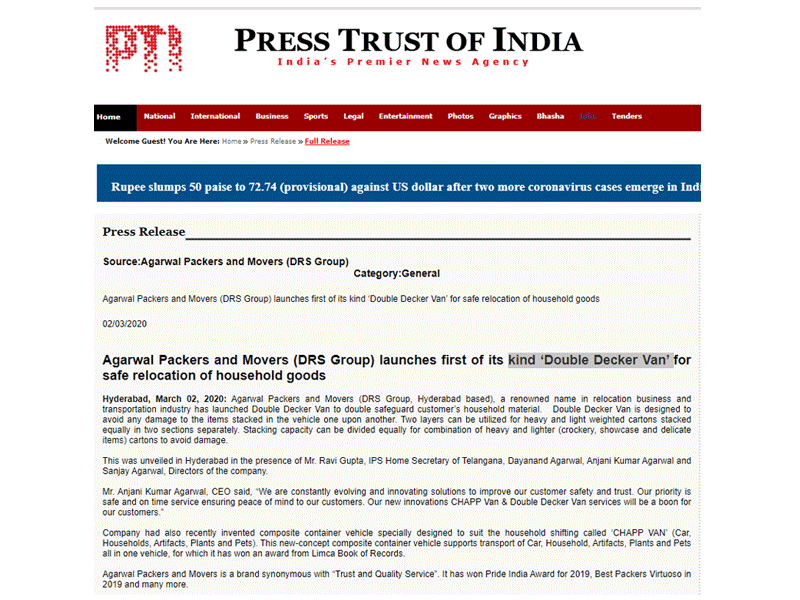 PTI
PRESS TRUST OF INDIA
India's Premier News Agency
Home National International Business Sports Legal Entertainment Photos Graphics Bhasha Jobs Tenders
Welcome Guest! You Are Here: Home » Press Release » Full Release
Rupee slumps 50 paise to 72.74 (provisional) against US dollar after two more coronavirus cases emerge in Indi
Press Release
Source:Agarwal Packers and Movers (DRS Group)
Category:General
Agarwal Packers and Movers (DRS Group) launches first of its kind ‘Double Decker Van’ for safe relocation of household goods
02/03/2020
Agarwal Packers and Movers (DRS Group) launches first of its kind ‘Double Decker Van’ for
safe relocation of household goods
Hyderabad, March 02, 2020: Agarwal Packers and Movers (DRS Group, Hyderabad based), a renowned name in relocation business and
transportation industry has launched Double Decker Van to double safeguard customer's household material. Double Decker Van is designed to
avoid any damage to the items stacked in the vehicle one upon another. Two layers can be utilized for heavy and light weighted cartons stacked
equally in two sections separately. Stacking capacity can be divided equally for combination of heavy and lighter (crockery, showcase and delicate
items) cartons to avoid damage.
This was unveiled in Hyderabad in the presence of Mr. Ravi Gupta, IPS Home Secretary of Telangana, Dayanand Agarwal, Anjani Kumar Agarwal and
Sanjay Agarwal, Directors of the company.
Mr. Anjani Kumar Agarwal, CEO said, “We are constantly evolving and innovating solutions to improve our customer safety and trust. Our priority is
safe and on time service ensuring peace of mind to our customers. Our new innovations CHAPP Van & Double Decker Van services will be a boon for
our customers.”
Company had also recently invented composite container vehicle specially designed to suit the household shifting called ‘CHAPP VAN’ (Car,
Households, Artifacts, Plants and Pets). This new-concept composite container vehicle supports transport of Car, Household, Artifacts, Plants and Pets
all in one vehicle, for which it has won an award from Limca Book of Records.
Agarwal Packers and Movers is a brand synonymous with “Trust and Quality Service”. It has won Pride India Award for 2019, Best Packers Virtuoso in
2019 and many more.